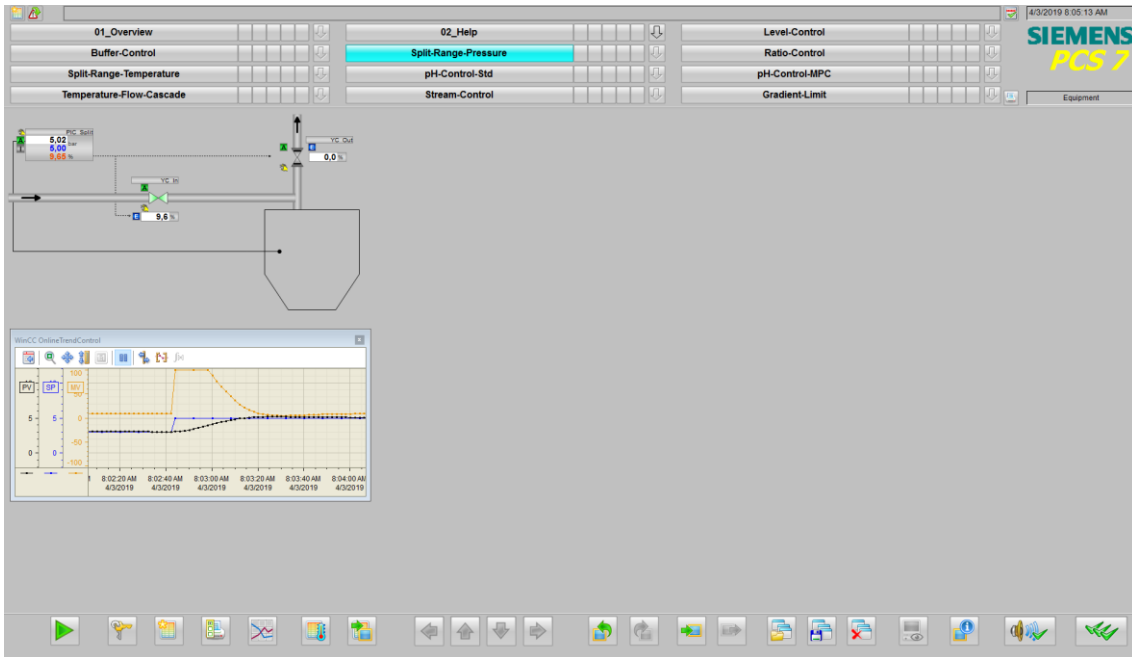 4/3/2019 8:05:13 AM
01_Overview 02_Help Level-Control
SIEMENS
Buffer-Control Split-Range-Pressure Ratio-Control
PCS 7
Split-Range-Temperature pH-Control-Std pH-Control-MPC
Temperature-Flow-Cascade Stream-Control Gradient-Limit
Equipment
PIC_Split
A 5,02 bar
I 5,00
9,65 %
YC_Out
A E
0,0 %
YC_In
A
E 9,6 %
WinCC OnlineTrendControl
f(x)
100
PV SP MV
5 5 0
-50
0 0
-100
8:02:20 AM 8:02:40 AM 8:03:00 AM 8:03:20 AM 8:03:40 AM 8:04:00 AM
4/3/2019 4/3/2019 4/3/2019 4/3/2019 4/3/2019 4/3/2019